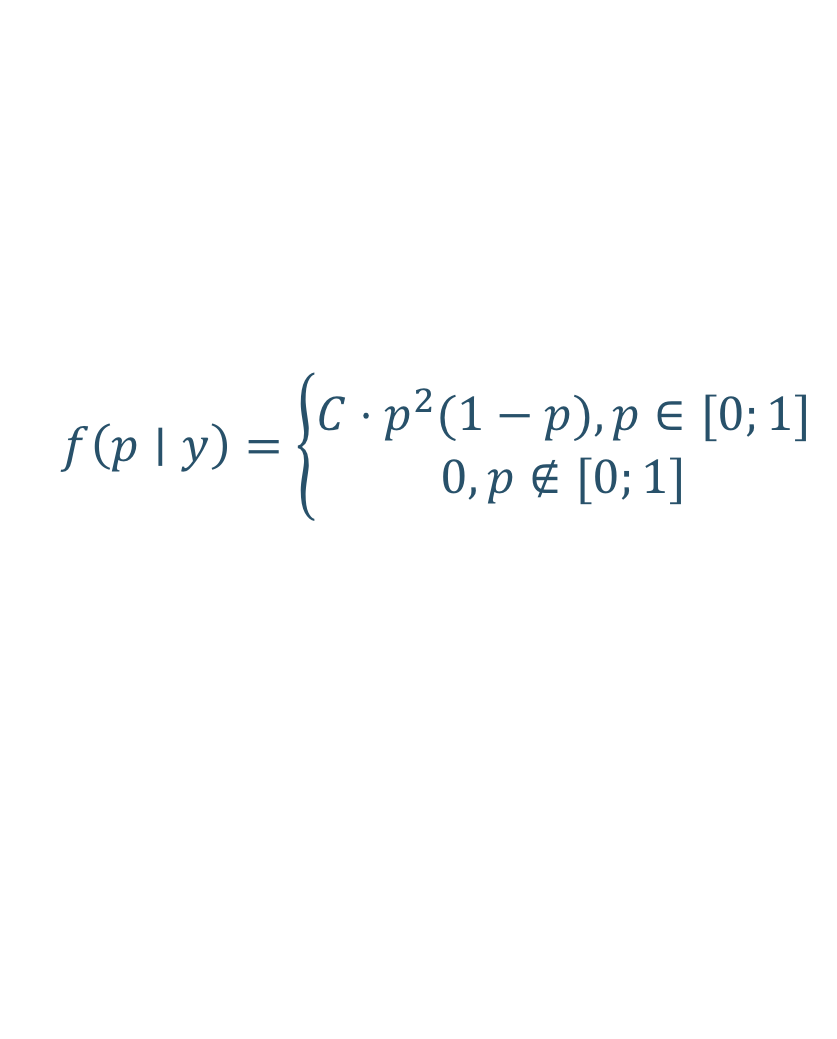 f(p ∣ y) = {C · p²(1 − p), p ∈ [0; 1]
0, p ∉ [0; 1]